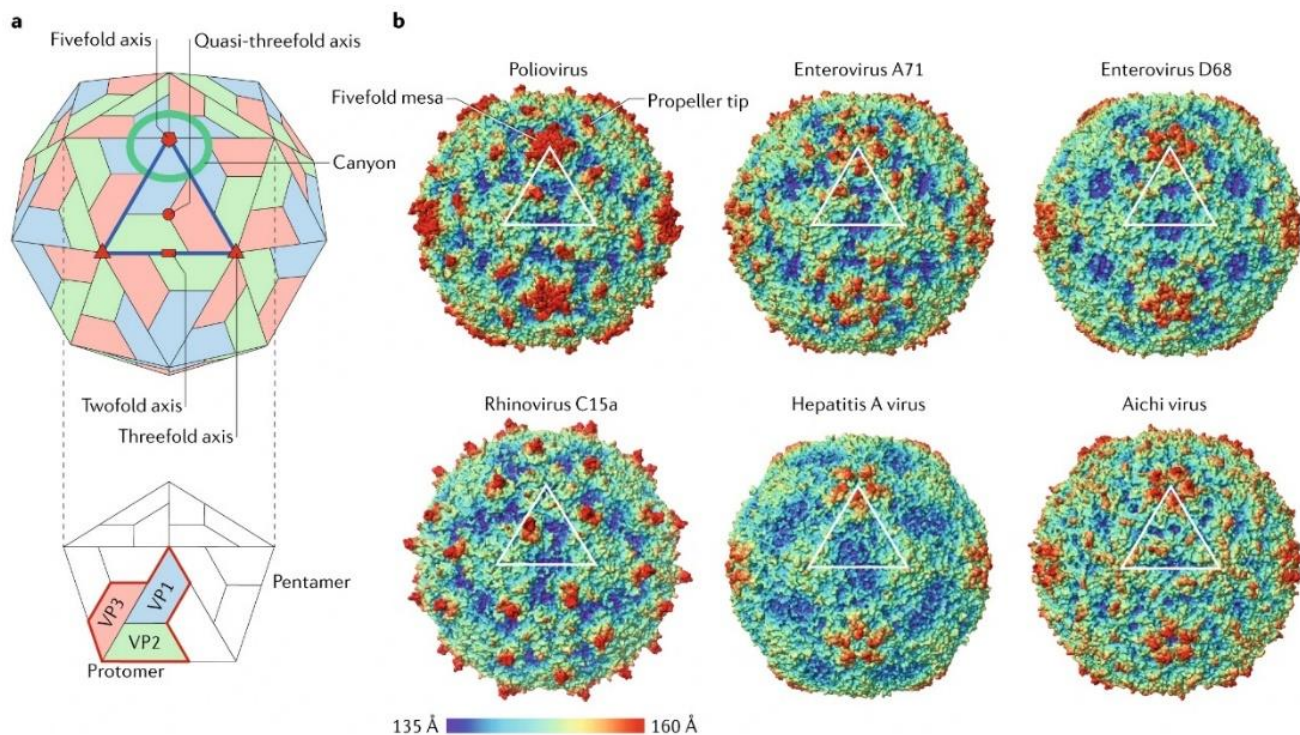 a
Fivefold axis
Quasi-threefold axis
Canyon
Twofold axis
Threefold axis
VP3
VP1
VP2
Pentamer
Protomer
b
Poliovirus
Enterovirus A71
Enterovirus D68
Fivefold mesa
Propeller tip
Rhinovirus C15a
Hepatitis A virus
Aichi virus
135 Å
160 Å